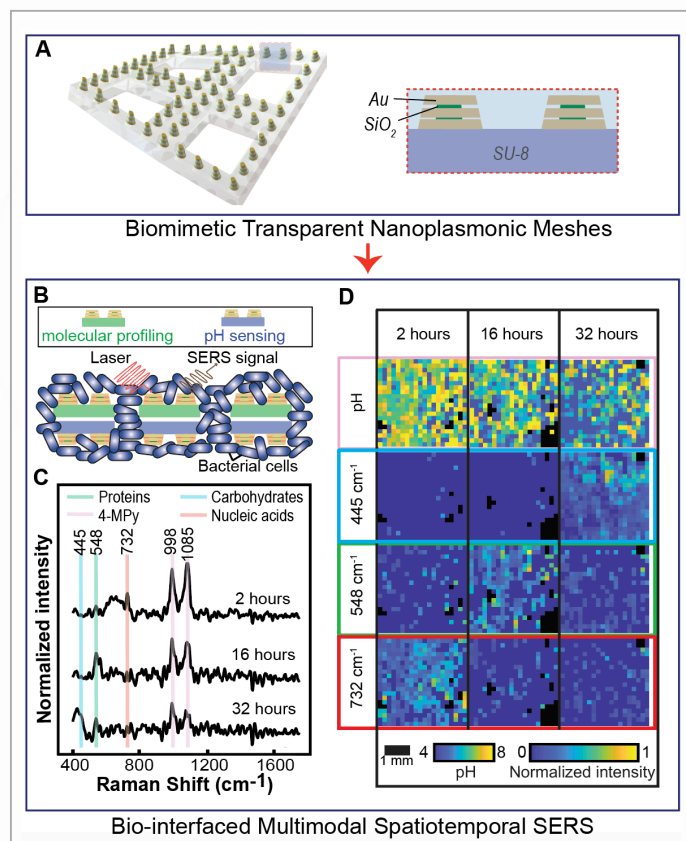 A
Au
SiO2
SU-8
Biomimetic Transparent Nanoplasmonic Meshes
B
molecular profiling
pH sensing
Laser
SERS signal
Bacterial cells
C
Proteins
Carbohydrates
4-MPy
Nucleic acids
445
548
732
998
1085
2 hours
16 hours
32 hours
Normalized intensity
400
800
1200
1600
Raman Shift (cm-1)
D
2 hours
16 hours
32 hours
pH
445 cm-1
548 cm-1
732 cm-1
1 mm
4
8
pH
0
1
Normalized intensity
Bio-interfaced Multimodal Spatiotemporal SERS